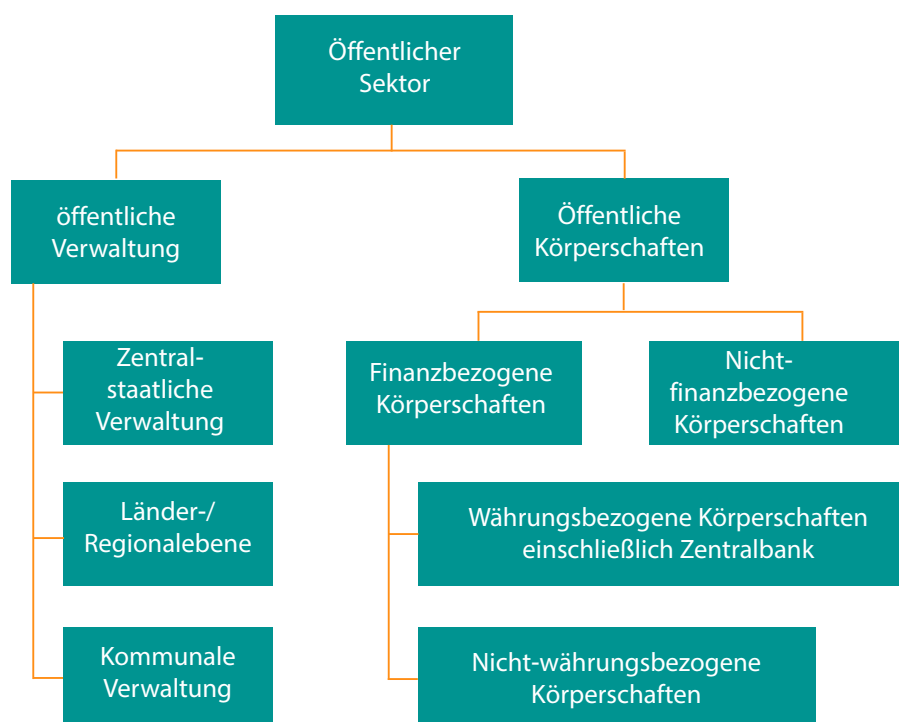 Öffentlicher
Sektor
öffentliche
Verwaltung
Öffentliche
Körperschaften
Zentral-
staatliche
Verwaltung
Finanzbezogene
Körperschaften
Nicht-
finanzbezogene
Körperschaften
Länder-/
Regionalebene
Währungsbezogene Körperschaften
einschließlich Zentralbank
Kommunale
Verwaltung
Nicht-währungsbezogene
Körperschaften